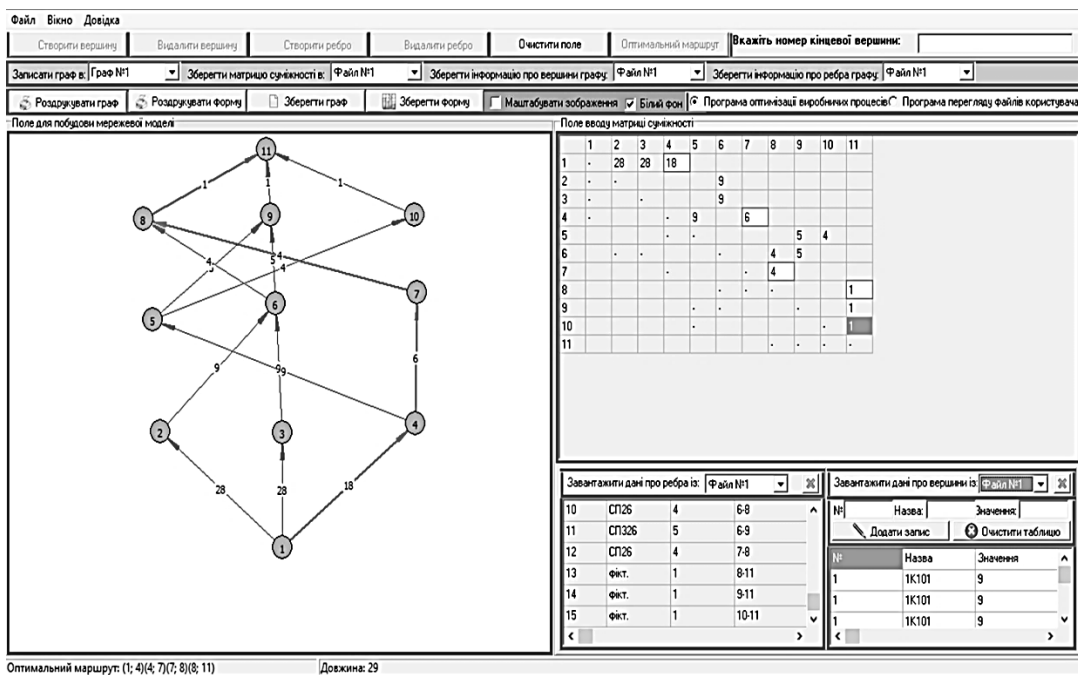 Файл Вікно Довідка
Створити вершину Видалити вершину Створити ребро Видалити ребро Очистити поле Оптимальний маршрут Вкажіть номер кінцевої вершини:
Записати граф в: Граф №1 Зберегти матрицю суміжності в: Файл №1 Зберегти інформацію про вершини графу: Файл №1 Зберегти інформацію про ребра графу: Файл №1
Роздрукувати граф Роздрукувати форму Зберегти граф Зберегти форму Маштабувати зображення Білий фон Програма оптимізації виробничих процесів Програма перегляду файлів користувача
Поле для побудови мережевої моделі
11
1 1 1
8 9 10
4 5 5 4 4
7
6
5
6
9 9 9
4
2 3
28 28 18
1
Поле вводу матриці суміжності
1 2 3 4 5 6 7 8 9 10 11
1 - 28 28 18
2 - - 9
3 - - 9
4 - - 9 6
5 - - 5 4
6 - - - 4 5
7 - - 4
8 - - - 1
9 - - - 1
10 - - 1
11 - - - -
Завантажити дані про ребра із: Файл №1
10 СП26 4 6-8
11 СП326 5 6-9
12 СП26 4 7-8
13 фікт. 1 8-11
14 фікт. 1 9-11
15 фікт. 1 10-11
Завантажити дані про вершини із: Файл №1
№ Назва: Значення:
Додати запис Очистити таблицю
№ Назва Значення
1 1К101 9
1 1К101 9
1 1К101 9
Оптимальний маршрут: (1; 4)(4; 7)(7; 8)(8; 11) Довжина: 29